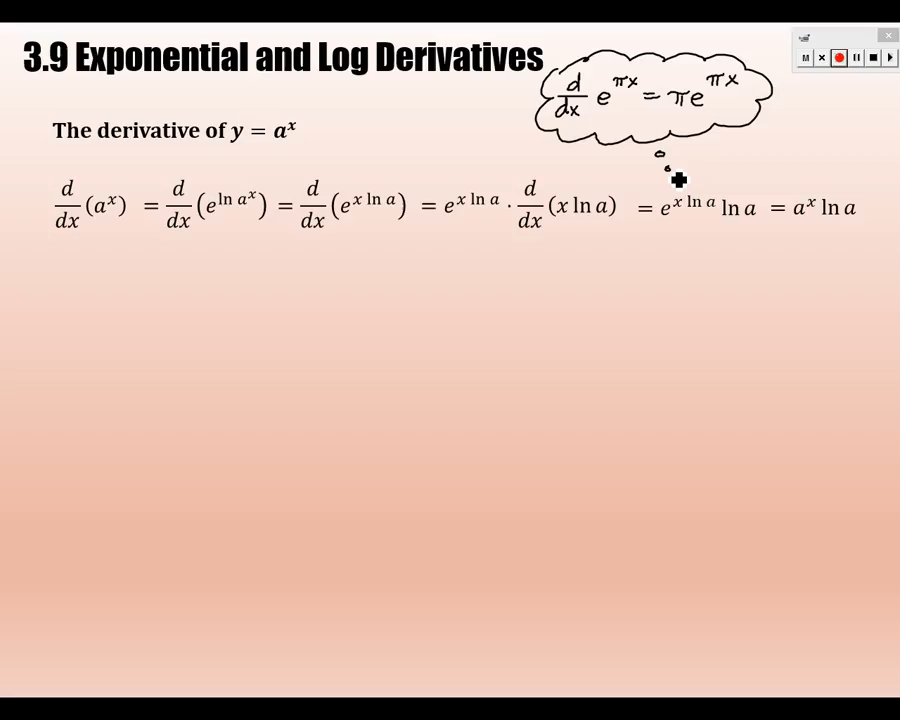 3.9 Exponential and Log Derivatives
d/dx e^{πx} = πe^{πx}
The derivative of y = a^x
d/dx (a^x) = d/dx (e^{ln a^x}) = d/dx (e^{x ln a}) = e^{x ln a} · d/dx (x ln a) = e^{x ln a} ln a = a^x ln a